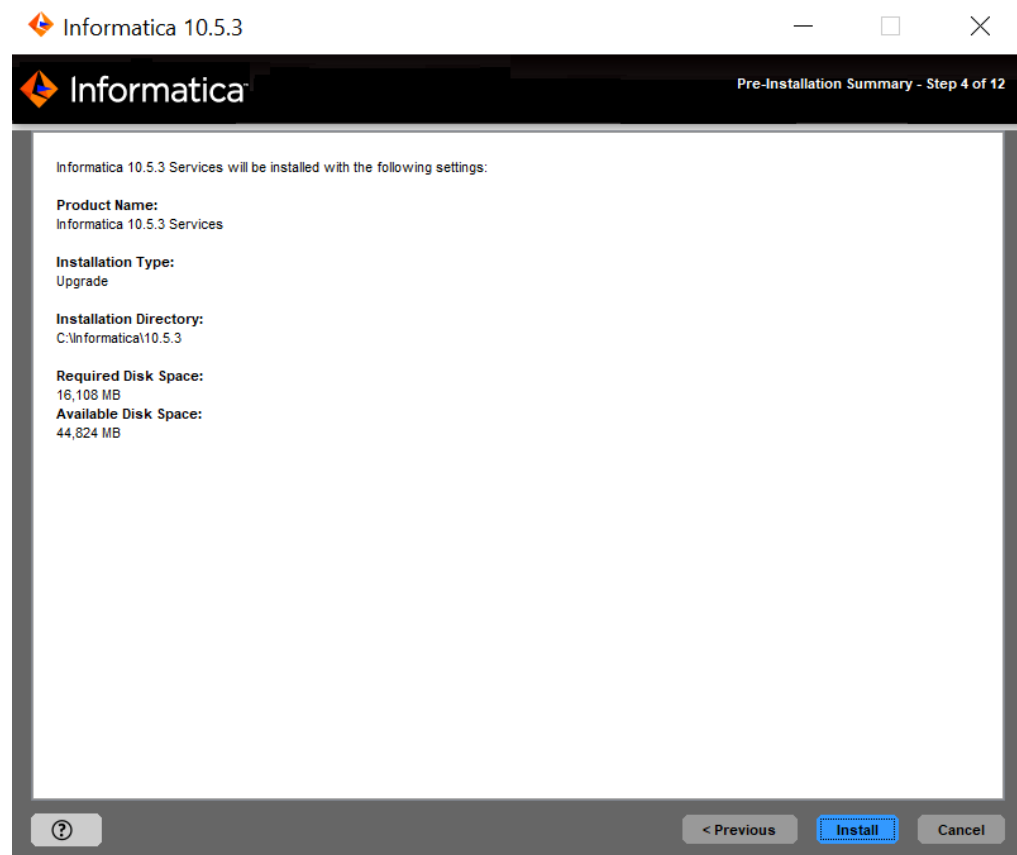 Informatica 10.5.3
Informatica
Pre-Installation Summary - Step 4 of 12
Informatica 10.5.3 Services will be installed with the following settings:
Product Name:
Informatica 10.5.3 Services
Installation Type:
Upgrade
Installation Directory:
C:\Informatica\10.5.3
Required Disk Space:
16,108 MB
Available Disk Space:
44,824 MB
? < Previous Install Cancel